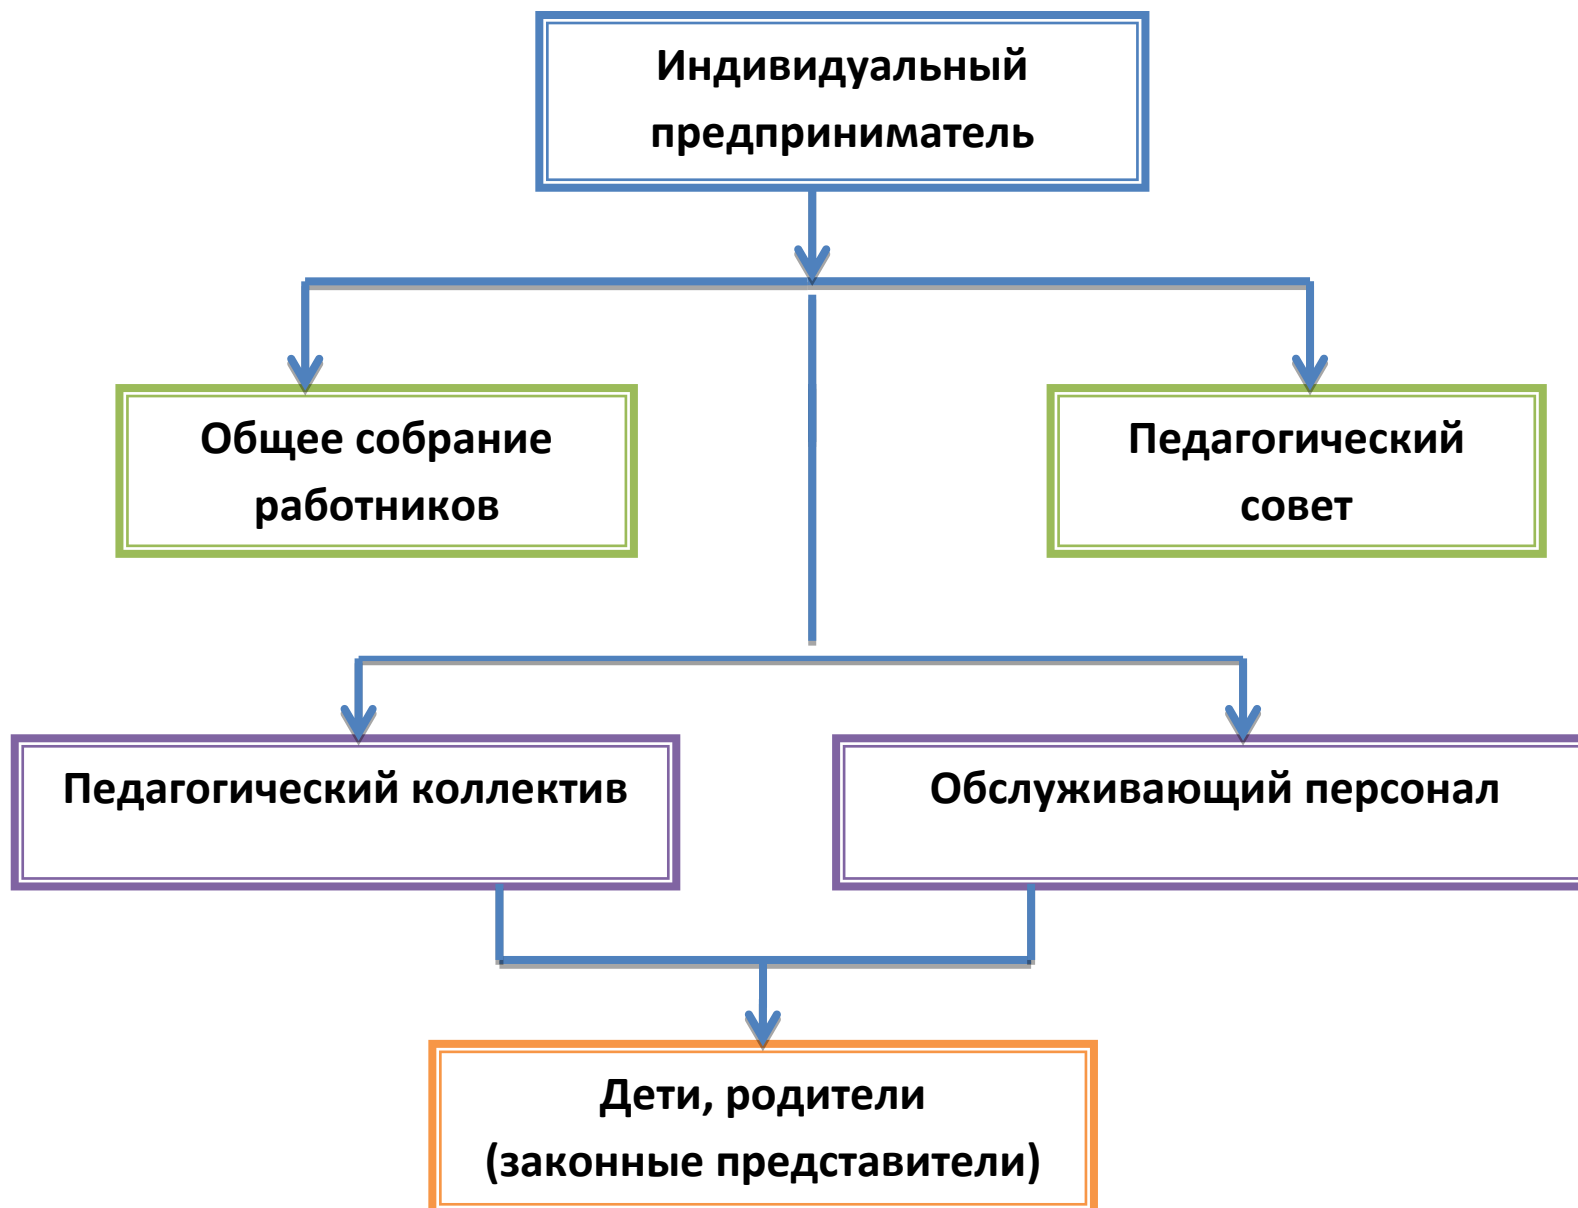 Индивидуальный
предприниматель
Общее собрание
работников
Педагогический
совет
Педагогический коллектив
Обслуживающий персонал
Дети, родители
(законные представители)